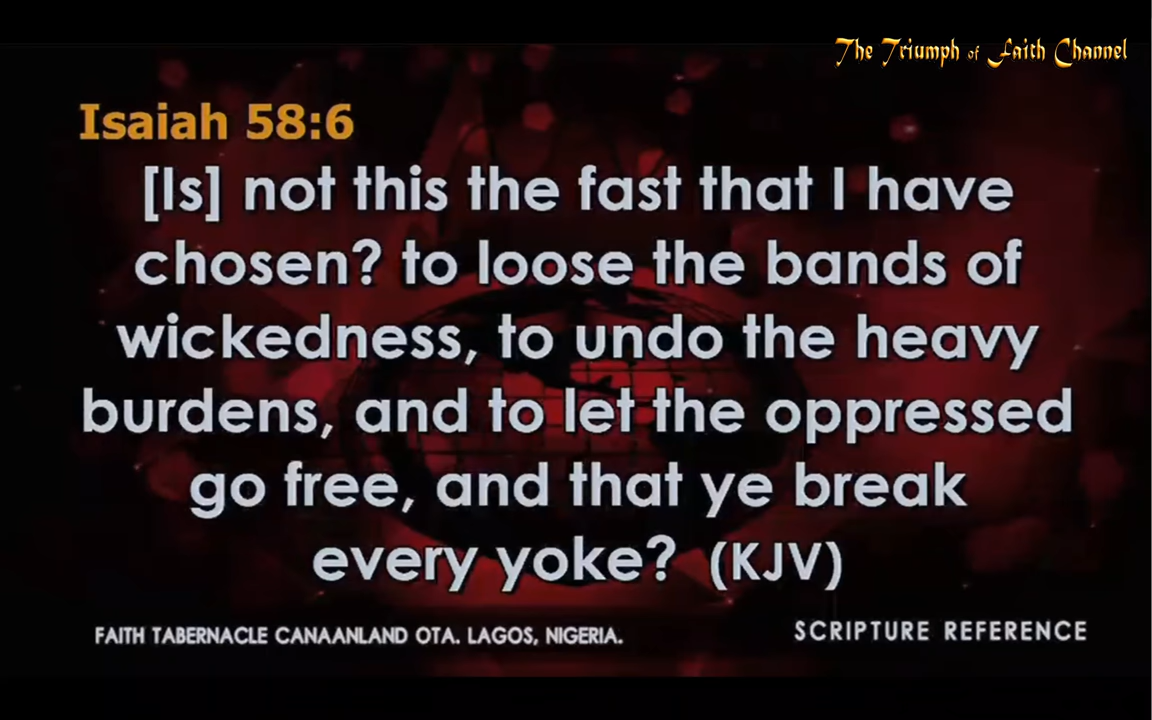 The Triumph of Faith Channel
Isaiah 58:6
[Is] not this the fast that I have
chosen? to loose the bands of
wickedness, to undo the heavy
burdens, and to let the oppressed
go free, and that ye break
every yoke? (KJV)
FAITH TABERNACLE CANAANLAND OTA. LAGOS, NIGERIA.
SCRIPTURE REFERENCE